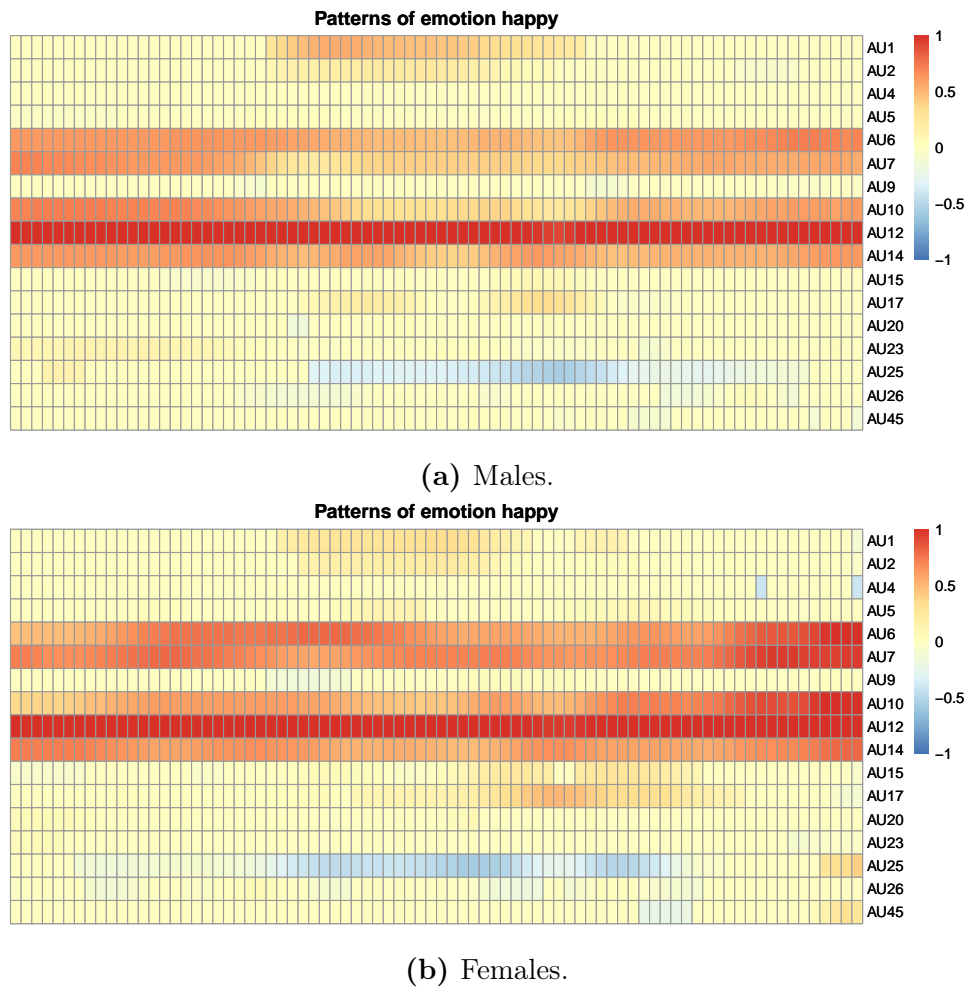 Patterns of emotion happy
AU1
AU2
AU4
AU5
AU6
AU7
AU9
AU10
AU12
AU14
AU15
AU17
AU20
AU23
AU25
AU26
AU45
1
0.5
0
−0.5
−1
(a) Males.
Patterns of emotion happy
AU1
AU2
AU4
AU5
AU6
AU7
AU9
AU10
AU12
AU14
AU15
AU17
AU20
AU23
AU25
AU26
AU45
1
0.5
0
−0.5
−1
(b) Females.